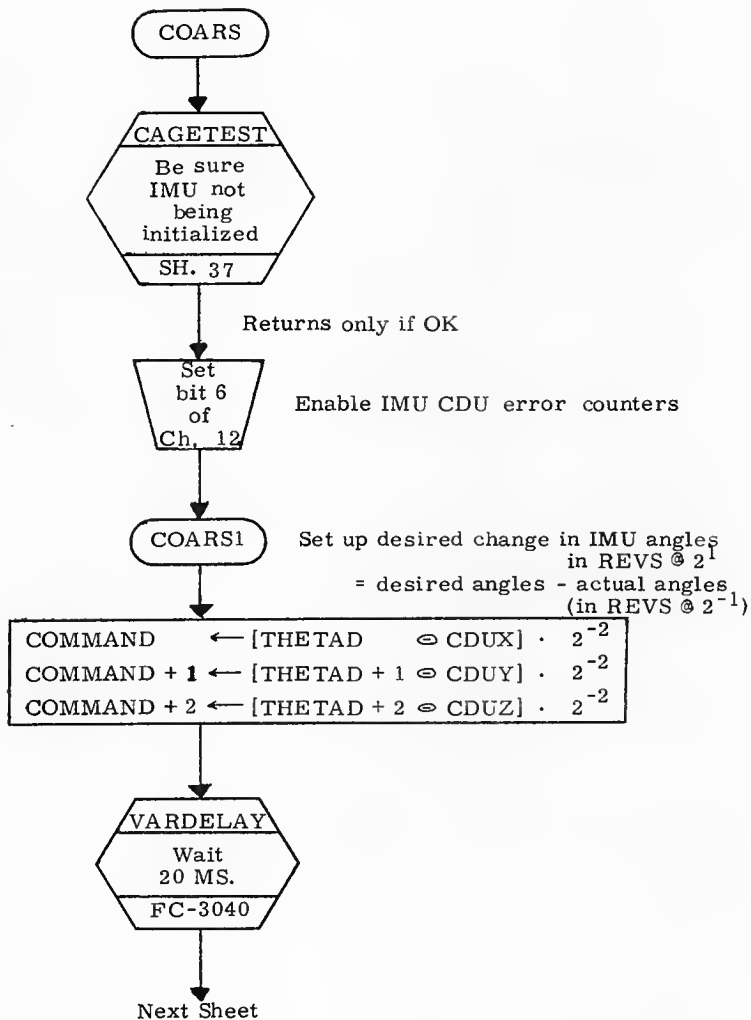 COARS
CAGETEST
Be sure
IMU not
being
initialized
SH. 37
Returns only if OK
Set
bit 6
of
Ch. 12
Enable IMU CDU error counters
COARS1
Set up desired change in IMU angles
in REVS @ 2¹
= desired angles - actual angles
(in REVS @ 2⁻¹)
COMMAND ← [THETAD ⊖ CDUX] · 2⁻²
COMMAND + 1 ← [THETAD + 1 ⊖ CDUY] · 2⁻²
COMMAND + 2 ← [THETAD + 2 ⊖ CDUZ] · 2⁻²
VARDELAY
Wait
20 MS.
FC-3040
Next Sheet